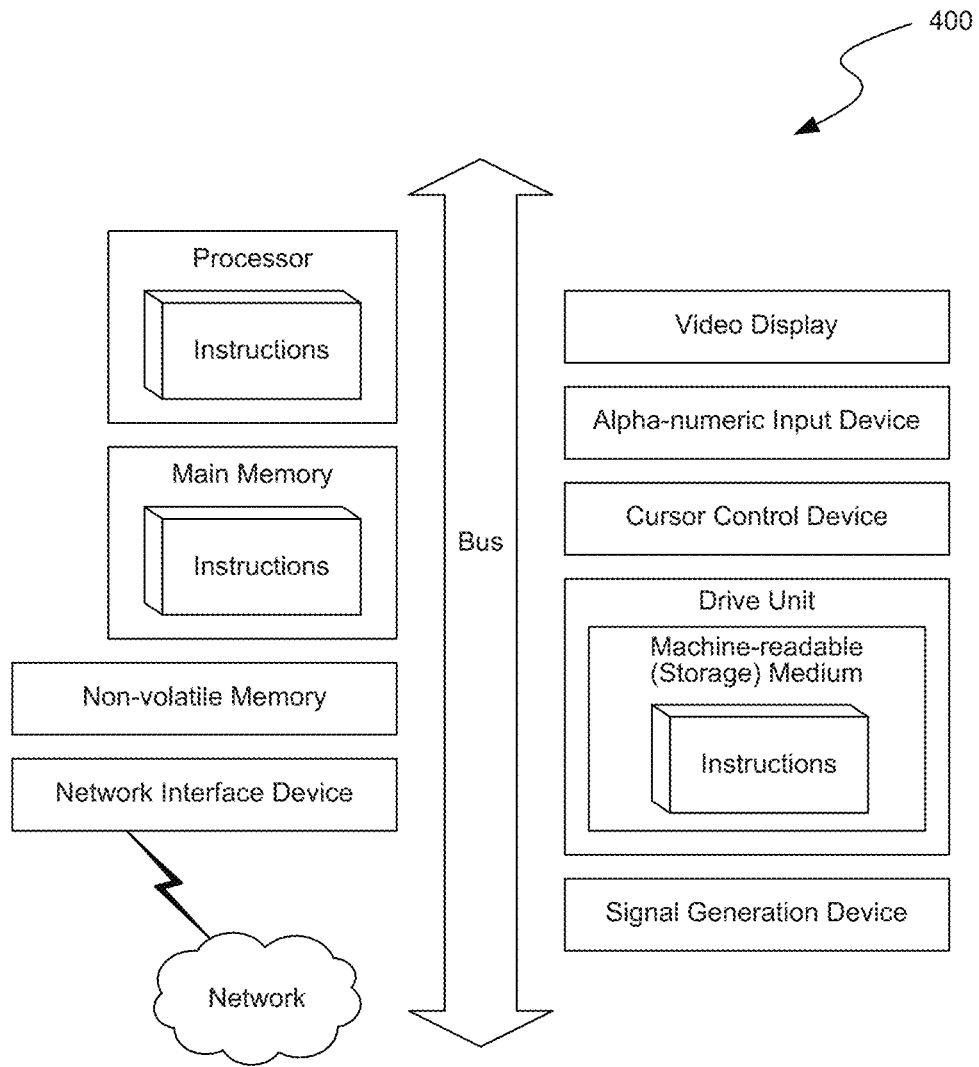 400
Processor
Instructions
Main Memory
Instructions
Non-volatile Memory
Network Interface Device
Network
Bus
Video Display
Alpha-numeric Input Device
Cursor Control Device
Drive Unit
Machine-readable
(Storage) Medium
Instructions
Signal Generation Device